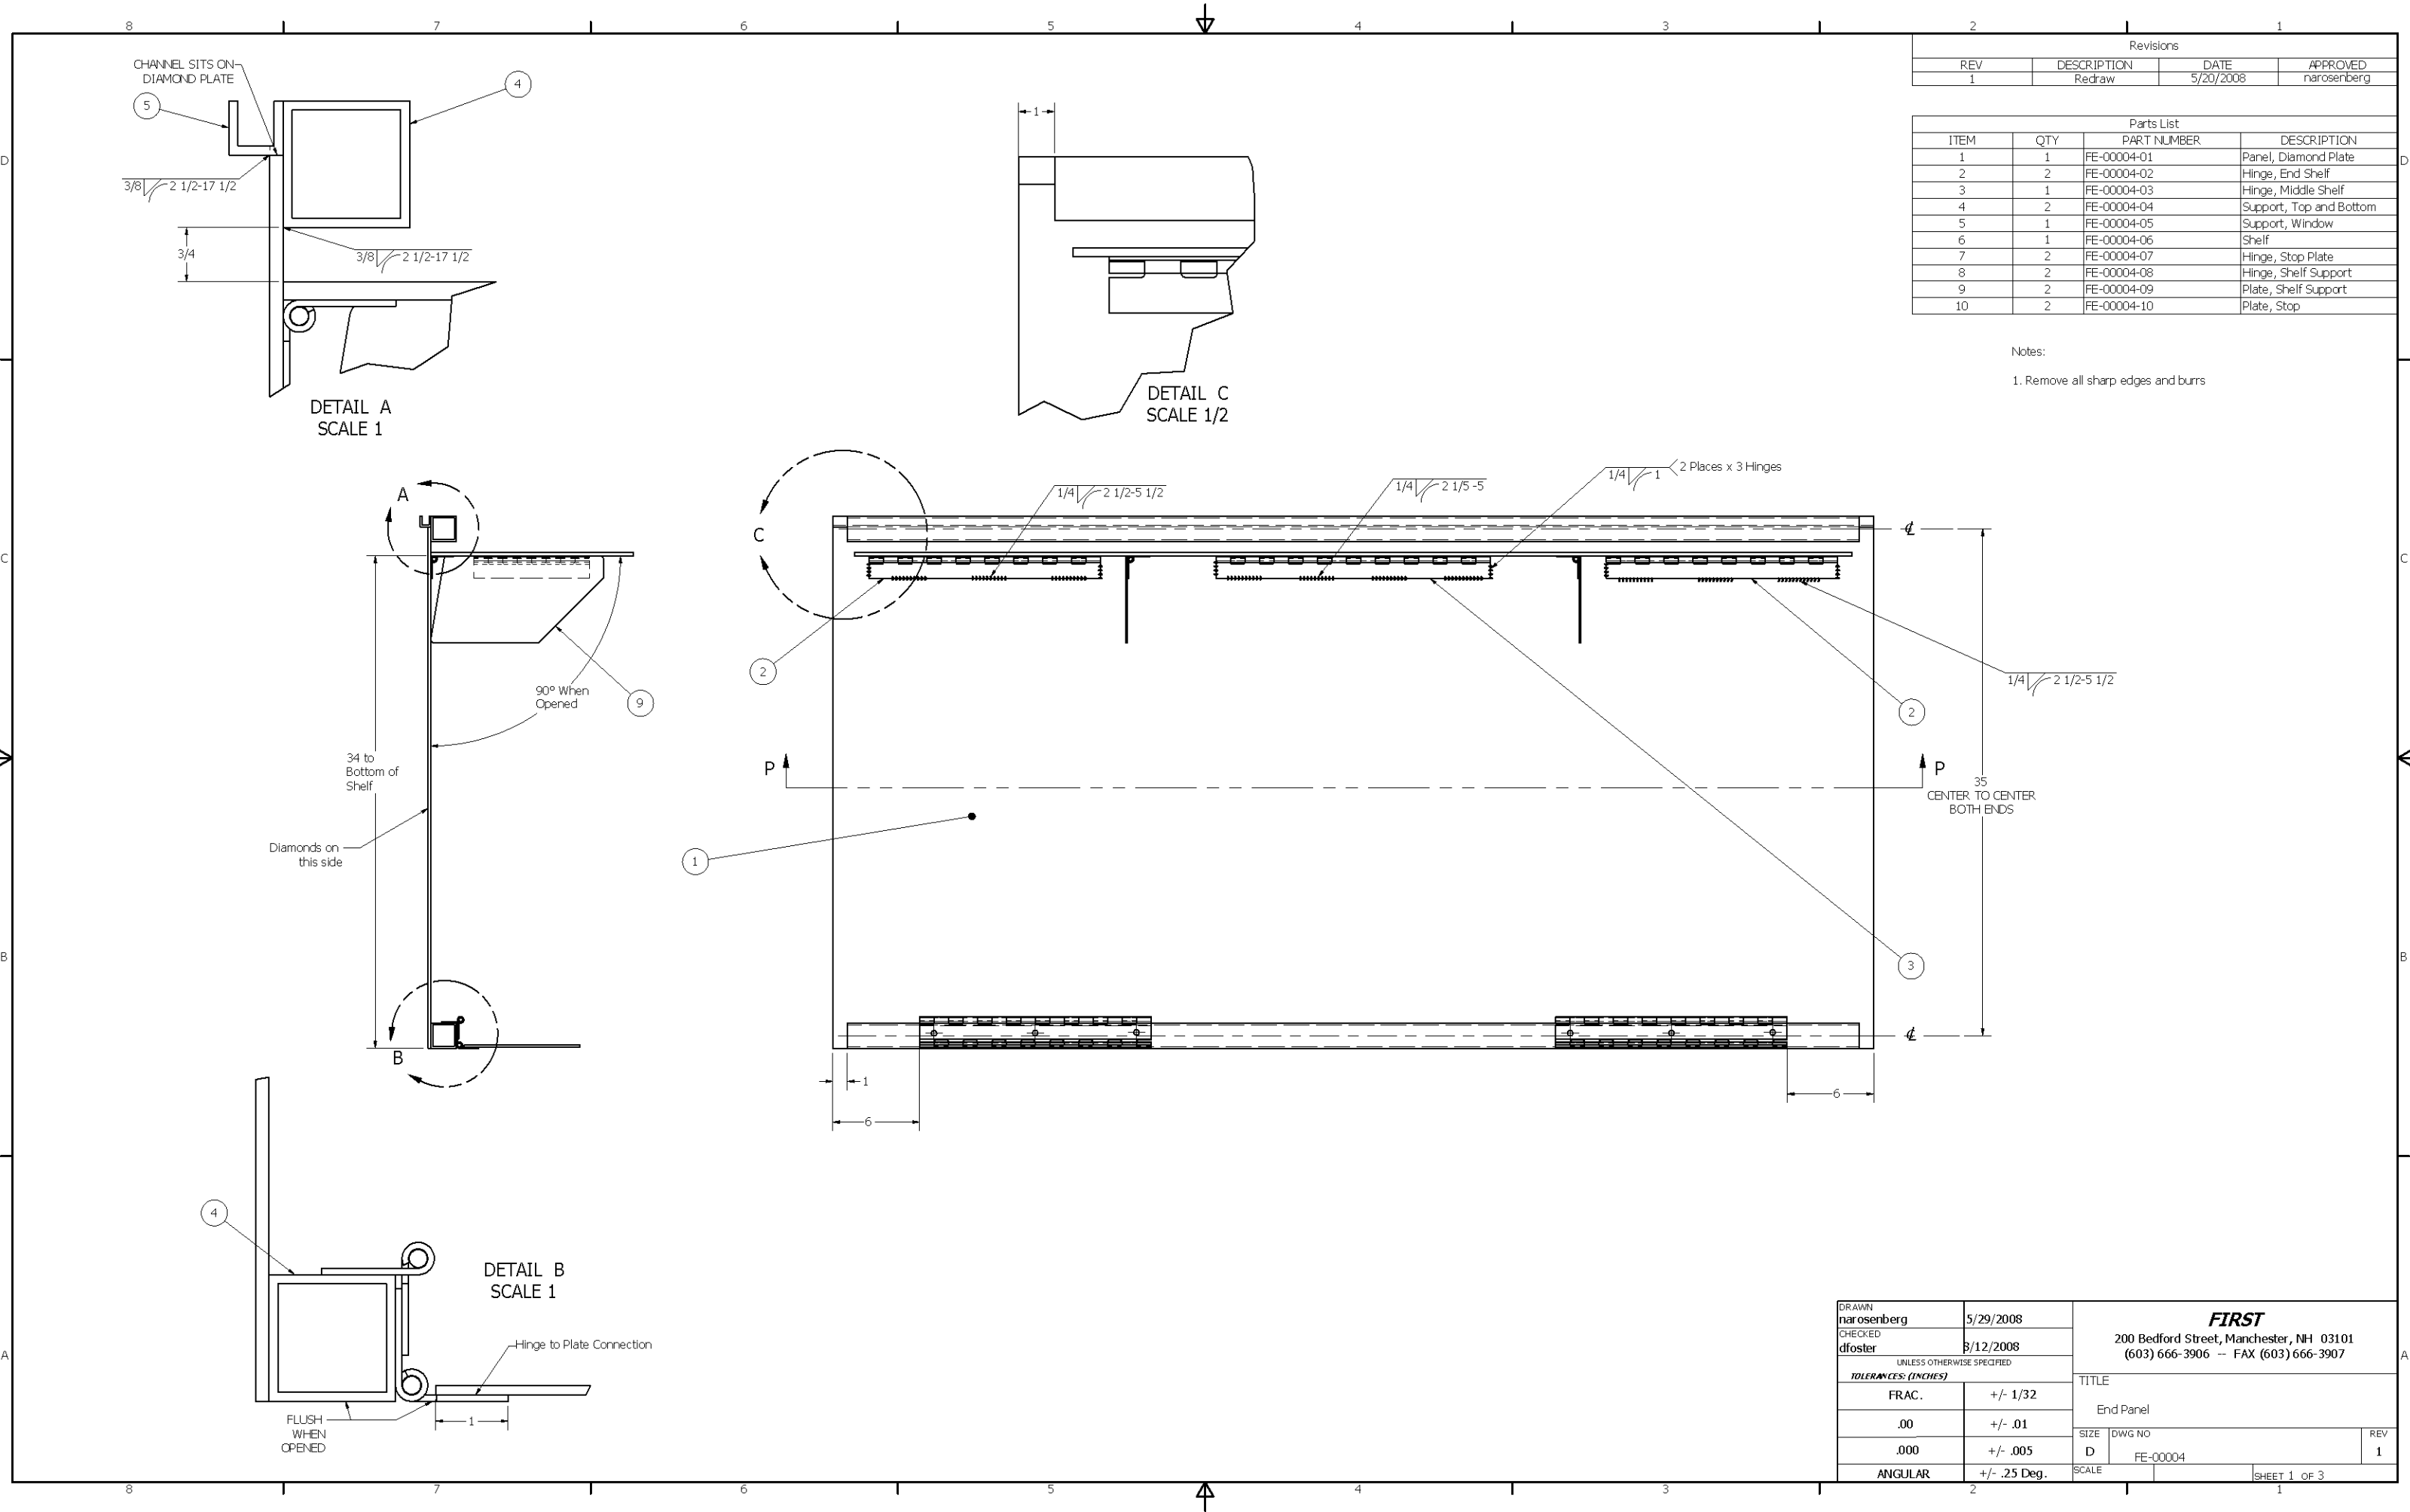 8 7 6 5 4 3 2 1
D
C
B
A
Revisions
REV DESCRIPTION DATE APPROVED
1 Redraw 5/20/2008 narosenberg
Parts List
ITEM QTY PART NUMBER DESCRIPTION
1 1 FE-00004-01 Panel, Diamond Plate
2 2 FE-00004-02 Hinge, End Shelf
3 1 FE-00004-03 Hinge, Middle Shelf
4 2 FE-00004-04 Support, Top and Bottom
5 1 FE-00004-05 Support, Window
6 1 FE-00004-06 Shelf
7 2 FE-00004-07 Hinge, Stop Plate
8 2 FE-00004-08 Hinge, Shelf Support
9 2 FE-00004-09 Plate, Shelf Support
10 2 FE-00004-10 Plate, Stop
Notes:
1. Remove all sharp edges and burrs
CHANNEL SITS ON
DIAMOND PLATE
5
4
3/8 2 1/2-17 1/2
3/4
3/8 2 1/2-17 1/2
DETAIL A
SCALE 1
1
DETAIL C
SCALE 1/2
A
90° When
Opened
9
34 to
Bottom of
Shelf
Diamonds on
this side
B
C
1/4 2 1/2-5 1/2
1/4 2 1/5 -5
1/4 1 2 Places x 3 Hinges
℄
2
1/4 2 1/2-5 1/2
2
P
P
35
CENTER TO CENTER
BOTH ENDS
1
3
℄
1
6
6
4
DETAIL B
SCALE 1
Hinge to Plate Connection
FLUSH
WHEN
OPENED
1
DRAWN
narosenberg 5/29/2008
CHECKED
dfoster 3/12/2008
UNLESS OTHERWISE SPECIFIED
TOLERANCES: (INCHES)
FRAC. +/- 1/32
.00 +/- .01
.000 +/- .005
ANGULAR +/- .25 Deg.
FIRST
200 Bedford Street, Manchester, NH 03101
(603) 666-3906 -- FAX (603) 666-3907
TITLE
End Panel
SIZE DWG NO REV
D FE-00004 1
SCALE SHEET 1 OF 3
8 7 6 5 4 3 2 1
D
C
B
A